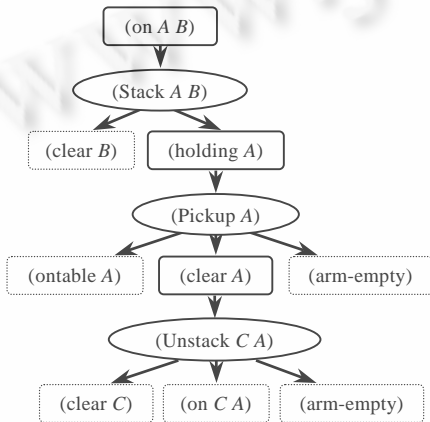 (on A B)
(Stack A B)
(clear B) (holding A)
(Pickup A)
(ontable A) (clear A) (arm-empty)
(Unstack C A)
(clear C) (on C A) (arm-empty)